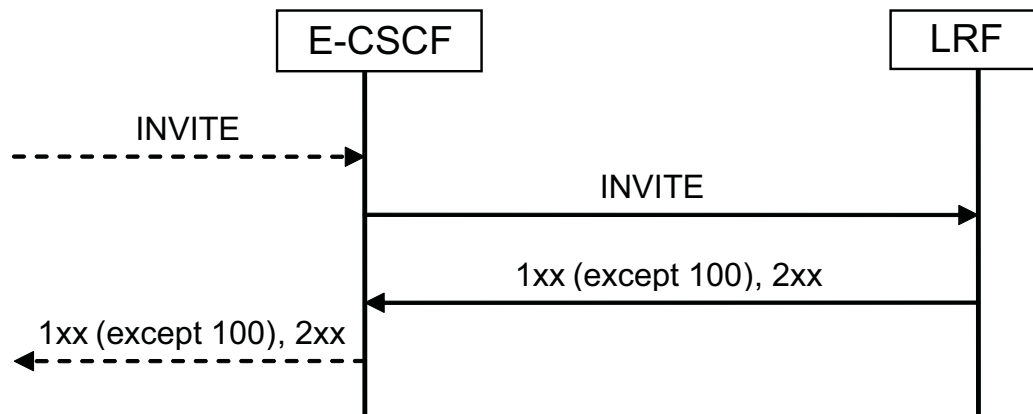 E-CSCF
LRF
INVITE
INVITE
1xx (except 100), 2xx
1xx (except 100), 2xx